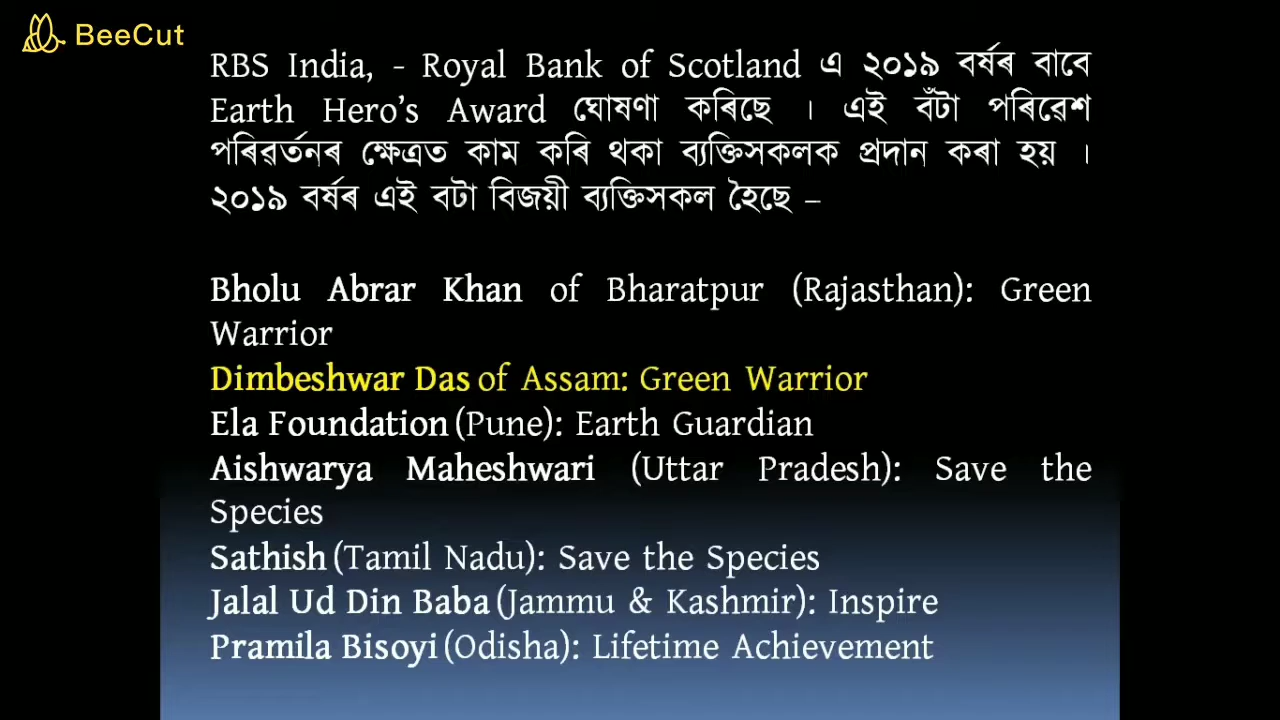 BeeCut
RBS India, - Royal Bank of Scotland এ ২০১৯ বৰ্ষৰ বাবে
Earth Hero’s Award ঘোষণা কৰিছে । এই বঁটা পৰিৱেশ
পৰিৱৰ্তনৰ ক্ষেত্ৰত কাম কৰি থকা ব্যক্তিসকলক প্ৰদান কৰা হয় ।
২০১৯ বৰ্ষৰ এই বটা বিজয়ী ব্যক্তিসকল হৈছে –
Bholu Abrar Khan of Bharatpur (Rajasthan): Green
Warrior
Dimbeshwar Das of Assam: Green Warrior
Ela Foundation (Pune): Earth Guardian
Aishwarya Maheshwari (Uttar Pradesh): Save the
Species
Sathish (Tamil Nadu): Save the Species
Jalal Ud Din Baba (Jammu & Kashmir): Inspire
Pramila Bisoyi (Odisha): Lifetime Achievement